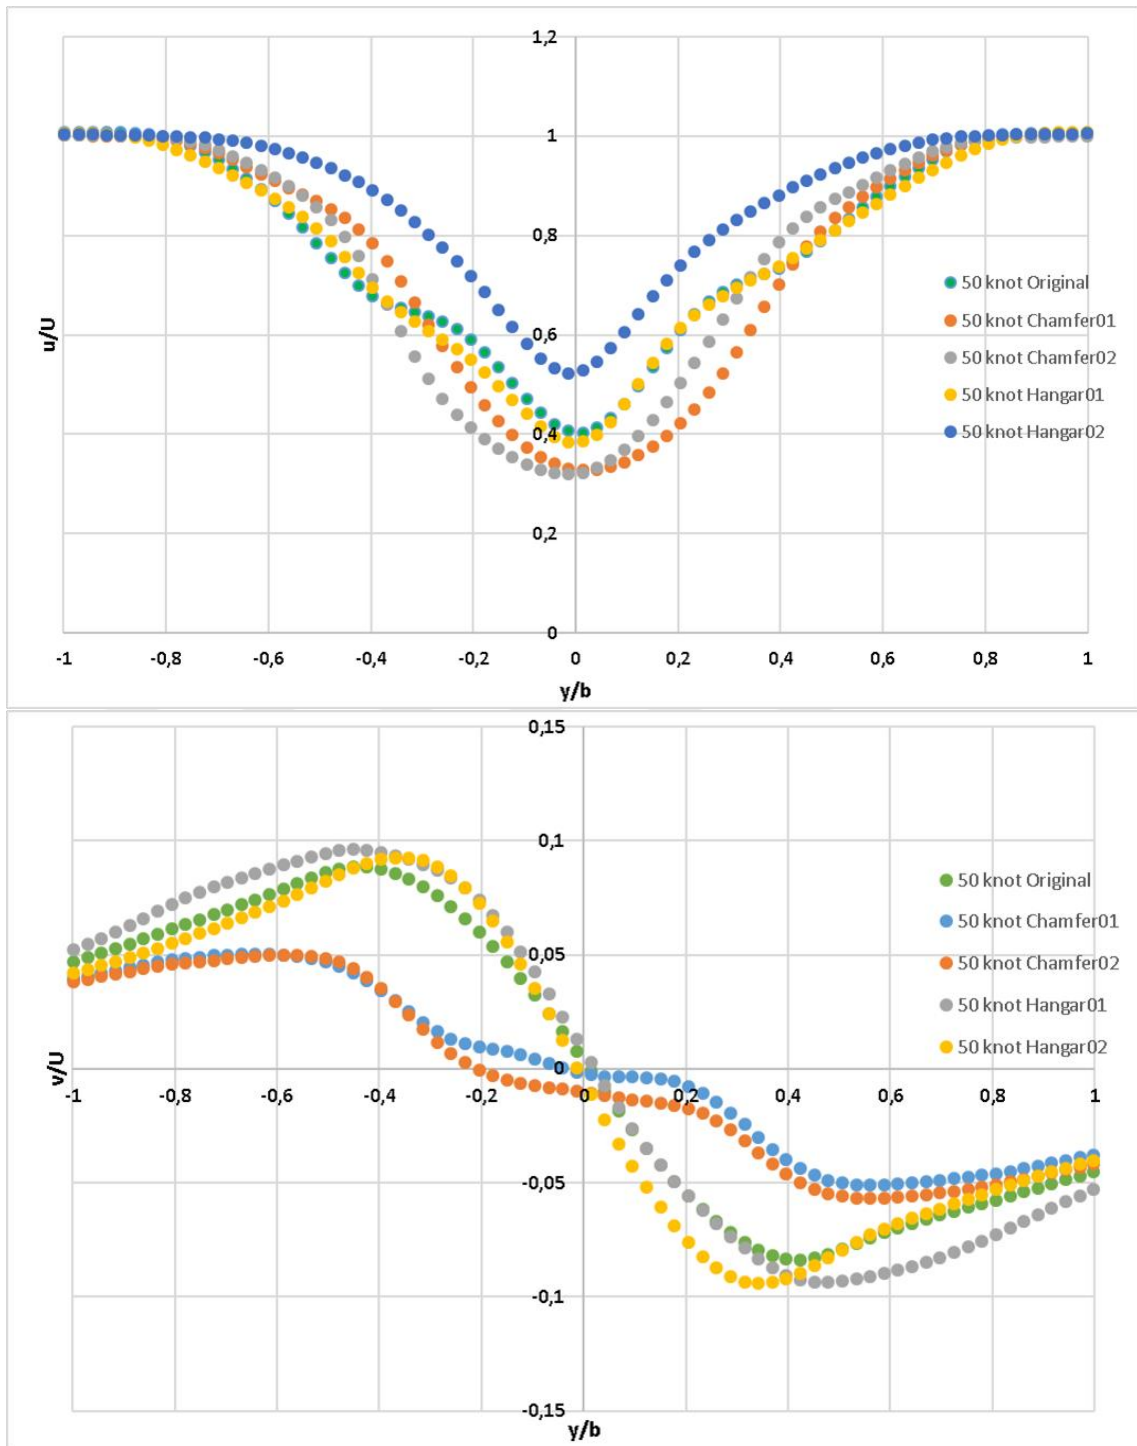 1,2
1
0,8
0,6
0,4
0,2
0
-1 -0,8 -0,6 -0,4 -0,2 0 0,2 0,4 0,6 0,8 1
u/U
y/b
50 knot Original
50 knot Chamfer01
50 knot Chamfer02
50 knot Hangar01
50 knot Hangar02
0,15
0,1
0,05
0
-1 -0,8 -0,6 -0,4 -0,2 0 0,2 0,4 0,6 0,8 1
-0,05
-0,1
-0,15
v/U
y/b
50 knot Original
50 knot Chamfer01
50 knot Chamfer02
50 knot Hangar01
50 knot Hangar02